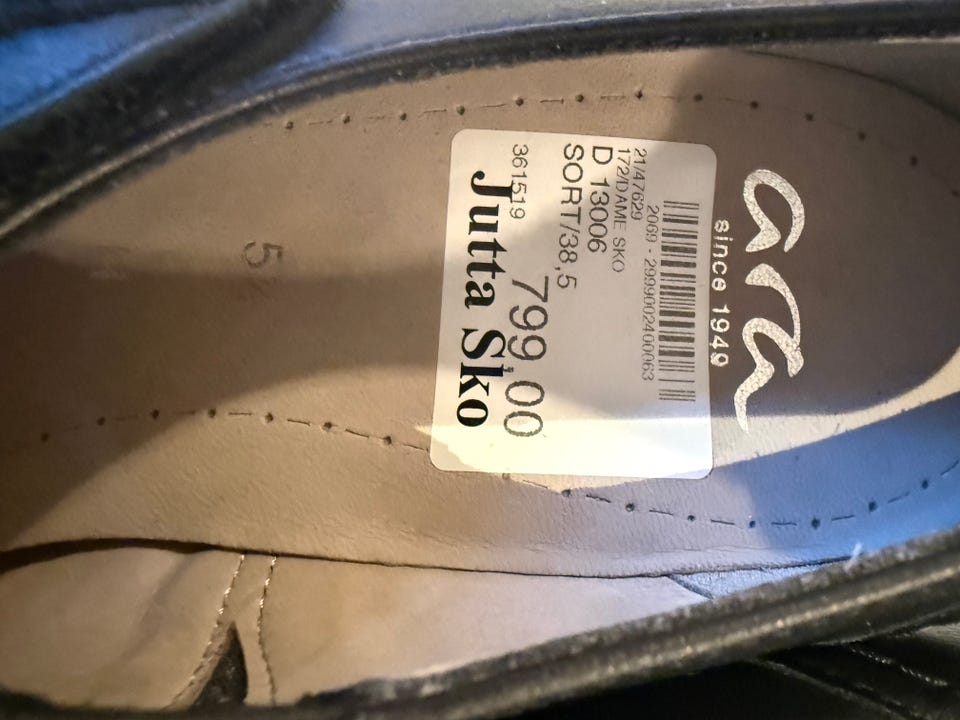 ara
since 1949
2069 - 2999002400063
21/47629
172/DAME SKO
D 13006
SORT/38,5
799,00
361519
Jutta Sko
5